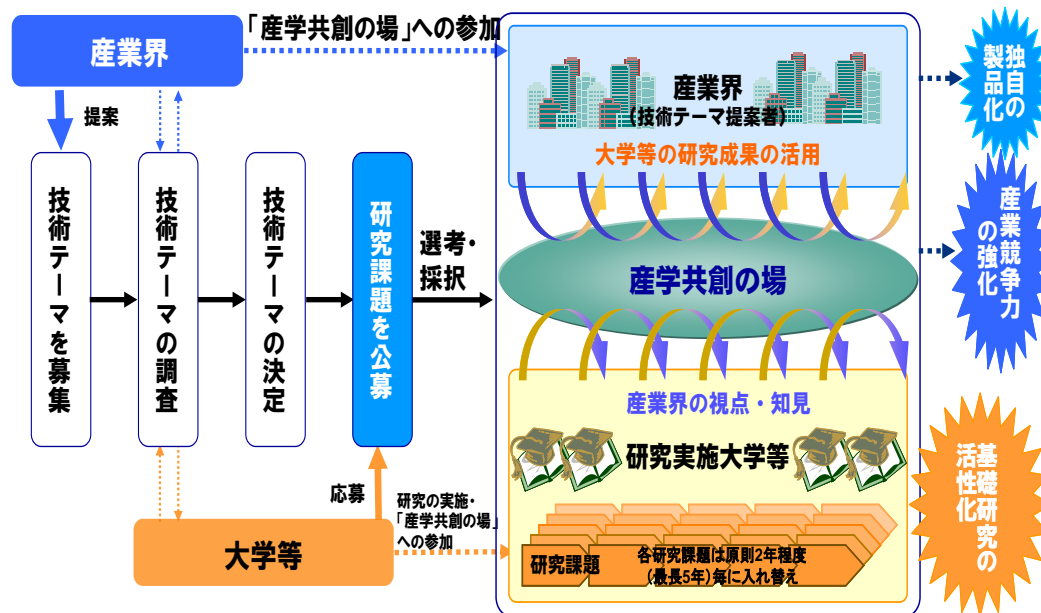 産業界
「産学共創の場」への参加
提案
技術テーマを募集
技術テーマの調査
技術テーマの決定
研究課題を公募
選考・
採択
応募
大学等
研究の実施・
「産学共創の場」
への参加
産業界
(技術テーマ提案者)
大学等の研究成果の活用
産学共創の場
産業界の視点・知見
研究実施大学等
研究課題
各研究課題は原則2年程度
(最長5年)毎に入れ替え
独自の
製品化
産業競争力
の強化
基礎研究の
活性化